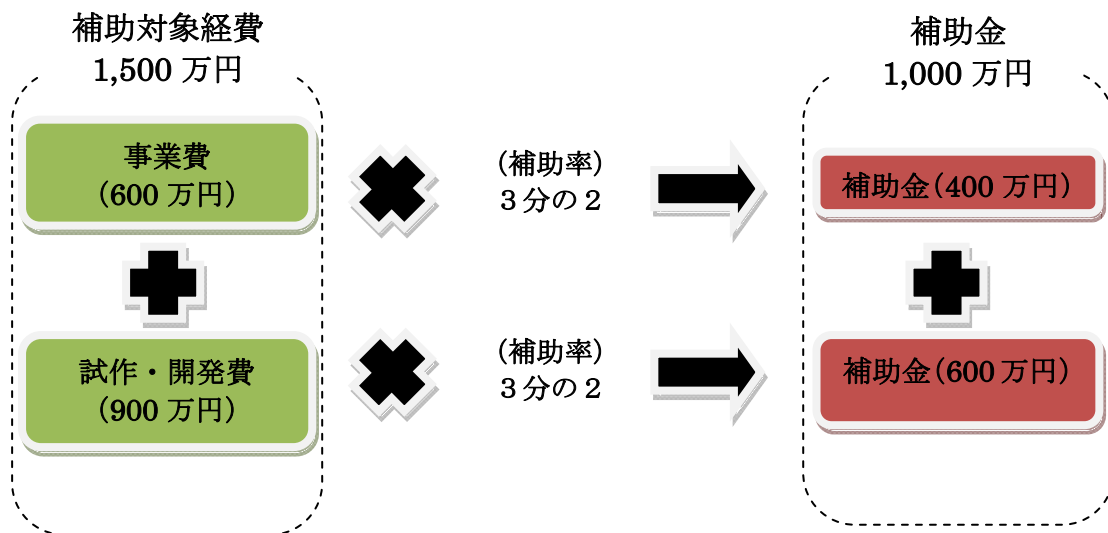 補助対象経費
1,500 万円
補助金
1,000 万円
事業費
(600 万円)
(補助率)
３分の２
補助金(400 万円)
試作・開発費
(900 万円)
(補助率)
３分の２
補助金(600 万円)